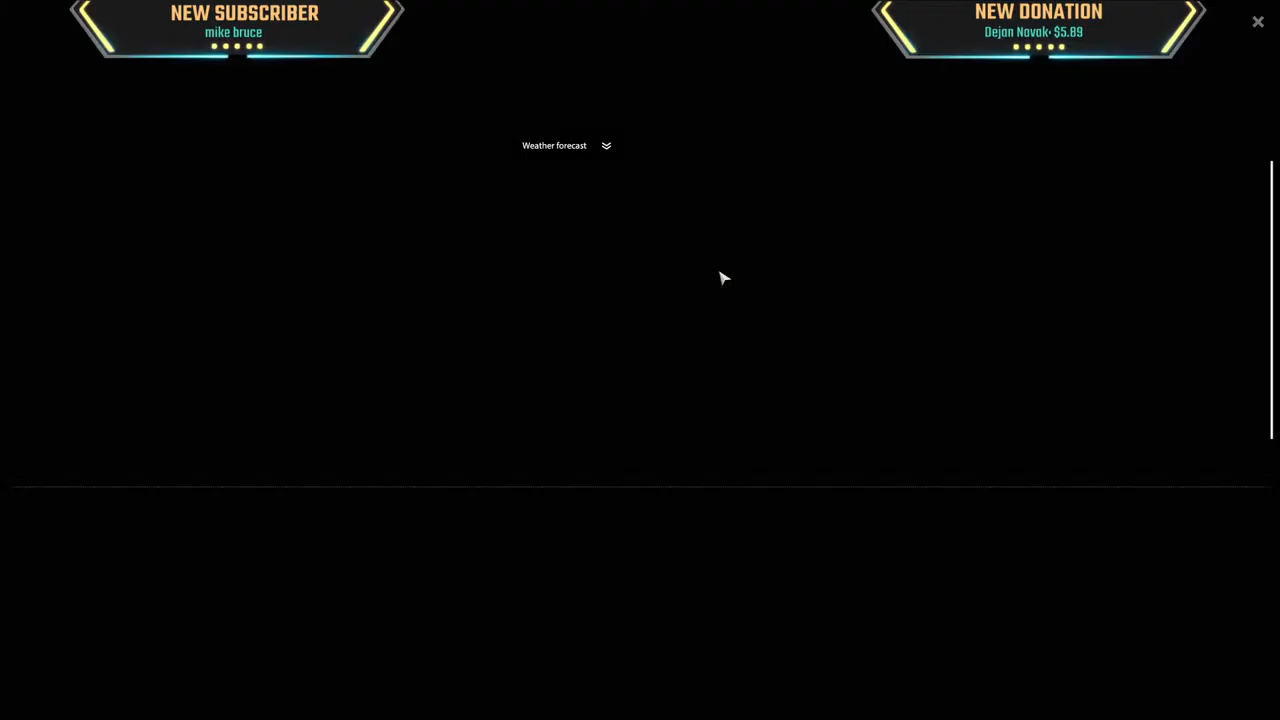 NEW SUBSCRIBER
mike bruce
NEW DONATION
Dejan Novak• $5.89
Weather forecast